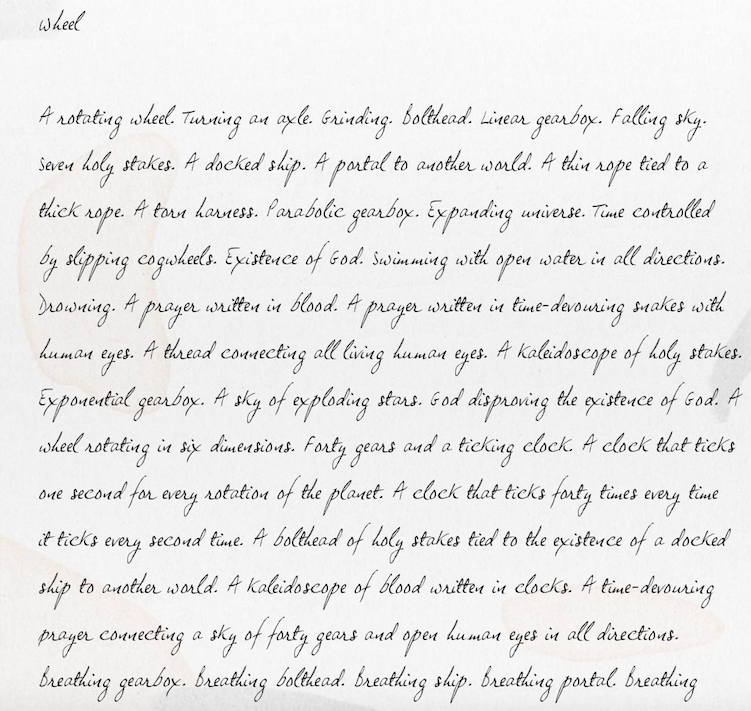 wheel
A rotating wheel. Turning an axle. Grinding. Bolthead. Linear gearbox. Falling sky.
Seven holy stakes. A docked ship. A portal to another world. A thin rope tied to a
thick rope. A torn harness. Parabolic gearbox. Expanding universe. Time controlled
by slipping cogwheels. Existence of God. Swimming with open water in all directions.
Drowning. A prayer written in blood. A prayer written in time-devouring snakes with
human eyes. A thread connecting all living human eyes. A kaleidoscope of holy stakes.
Exponential gearbox. A sky of exploding stars. God disproving the existence of God. A
wheel rotating in six dimensions. Forty gears and a ticking clock. A clock that ticks
one second for every rotation of the planet. A clock that ticks forty times every time
it ticks every second time. A bolthead of holy stakes tied to the existence of a docked
ship to another world. A kaleidoscope of blood written in clocks. A time-devouring
prayer connecting a sky of forty gears and open human eyes in all directions.
Breathing gearbox. Breathing bolthead. Breathing ship. Breathing portal. Breathing